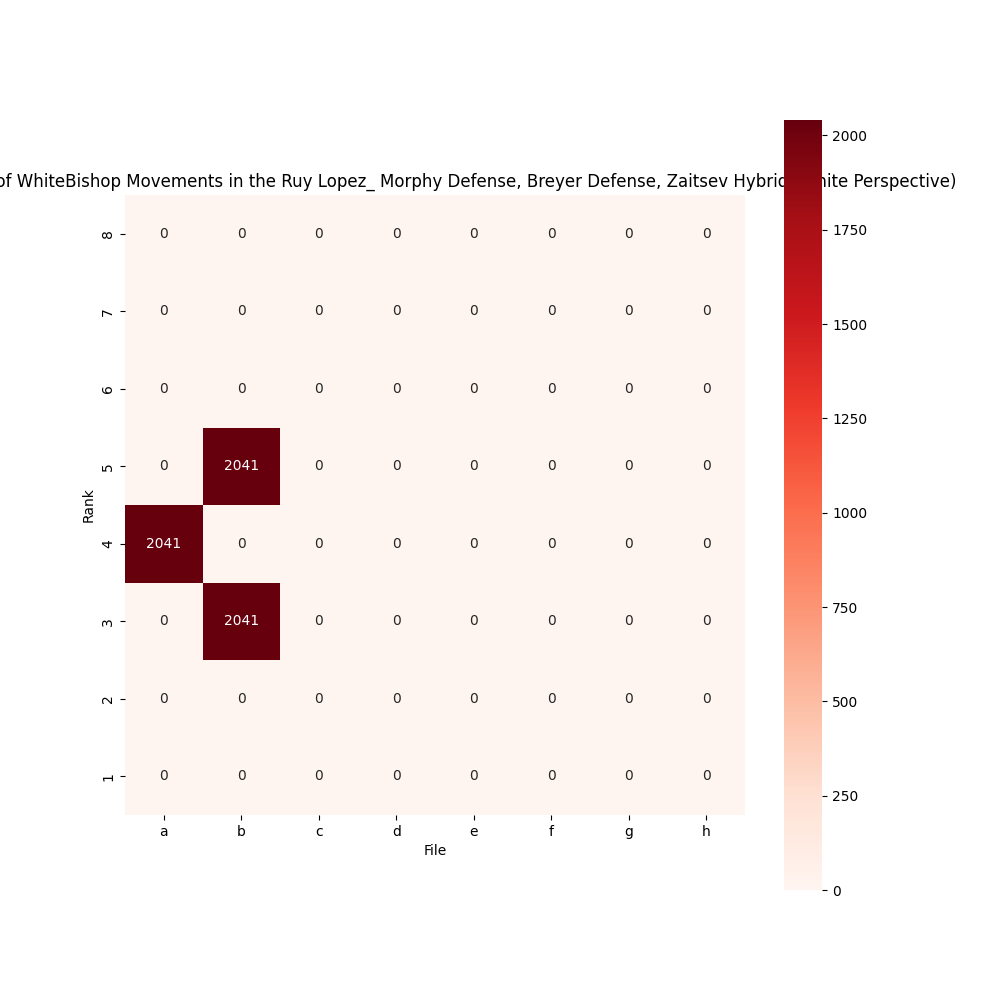 of WhiteBishop Movements in the Ruy Lopez_ Morphy Defense, Breyer Defense, Zaitsev Hybrid Perspective)
2000
1750
1500
1250
1000
750
500
250
0
Rank
8 0 0 0 0 0 0 0 0
7 0 0 0 0 0 0 0 0
6 0 0 0 0 0 0 0 0
5 0 2041 0 0 0 0 0 0
4 2041 0 0 0 0 0 0 0
3 0 2041 0 0 0 0 0 0
2 0 0 0 0 0 0 0 0
1 0 0 0 0 0 0 0 0
a b c d e f g h
File